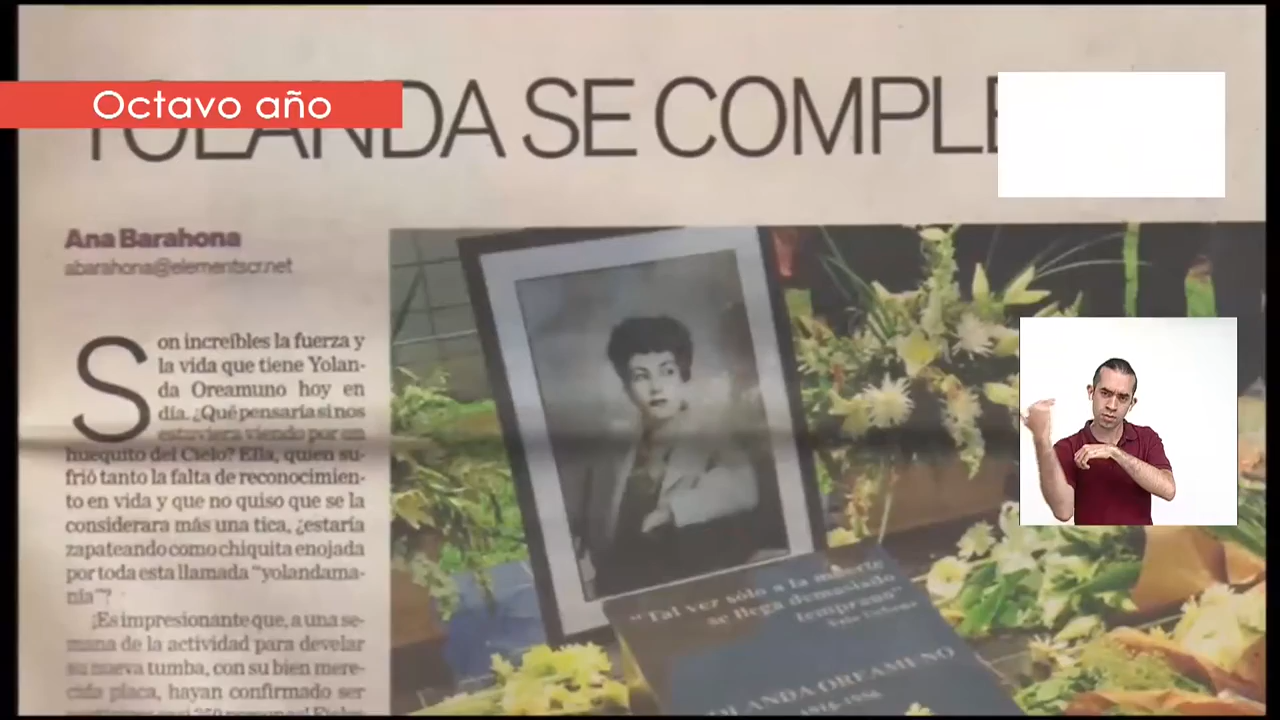 Octavo año
YOLANDA SE COMPLE
Ana Barahona
abarahona@elementscr.net
Son increíbles la fuerza y
la vida que tiene Yolan-
da Oreamuno hoy en
día. ¿Qué pensaría si nos
estuviera viendo por un
huequito del Cielo? Ella, quien su-
frió tanto la falta de reconocimien-
to en vida y que no quiso que se la
considerara más una tica, ¿estaría
zapateando como chiquita enojada
por toda esta llamada “yolandama-
nía”?
¡Es impresionante que, a una se-
mana de la actividad para develar
su nueva tumba, con su bien mere-
cida placa, hayan confirmado ser
"Tal vez sólo a la muerte
se llega demasiado
temprano"
YOLANDA OREAMUNO
1916-1956